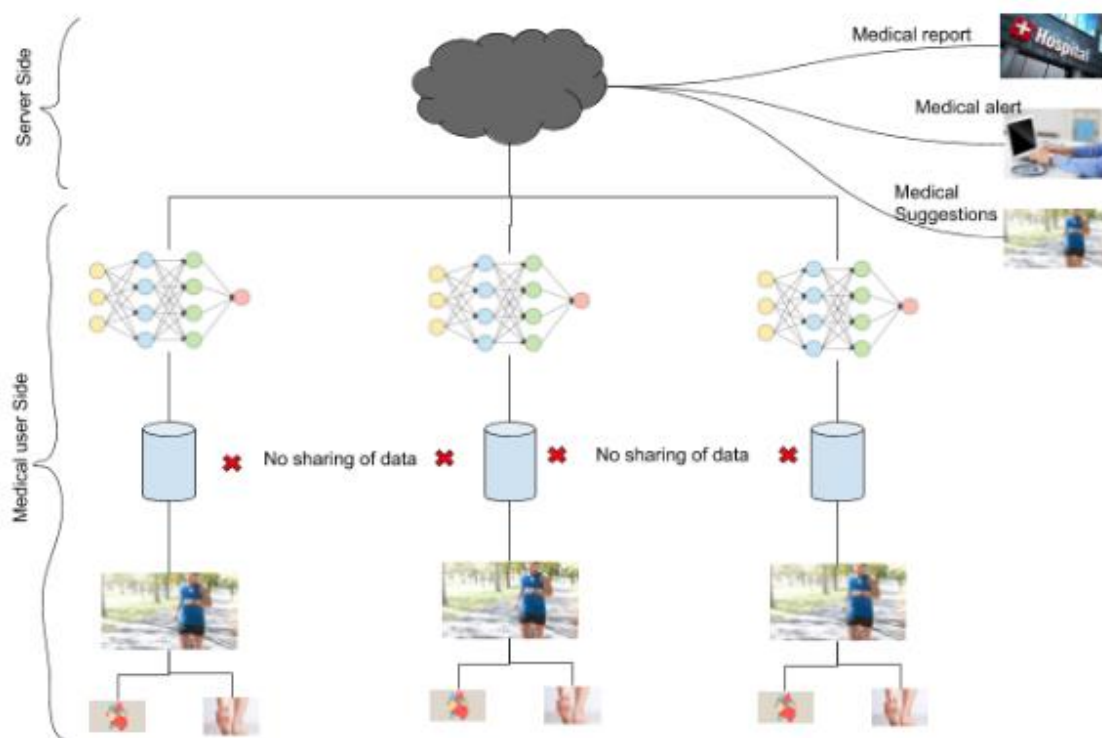 Medical report
Hospital
Medical alert
Medical
Suggestions
Server Side
Medical user Side
No sharing of data
No sharing of data